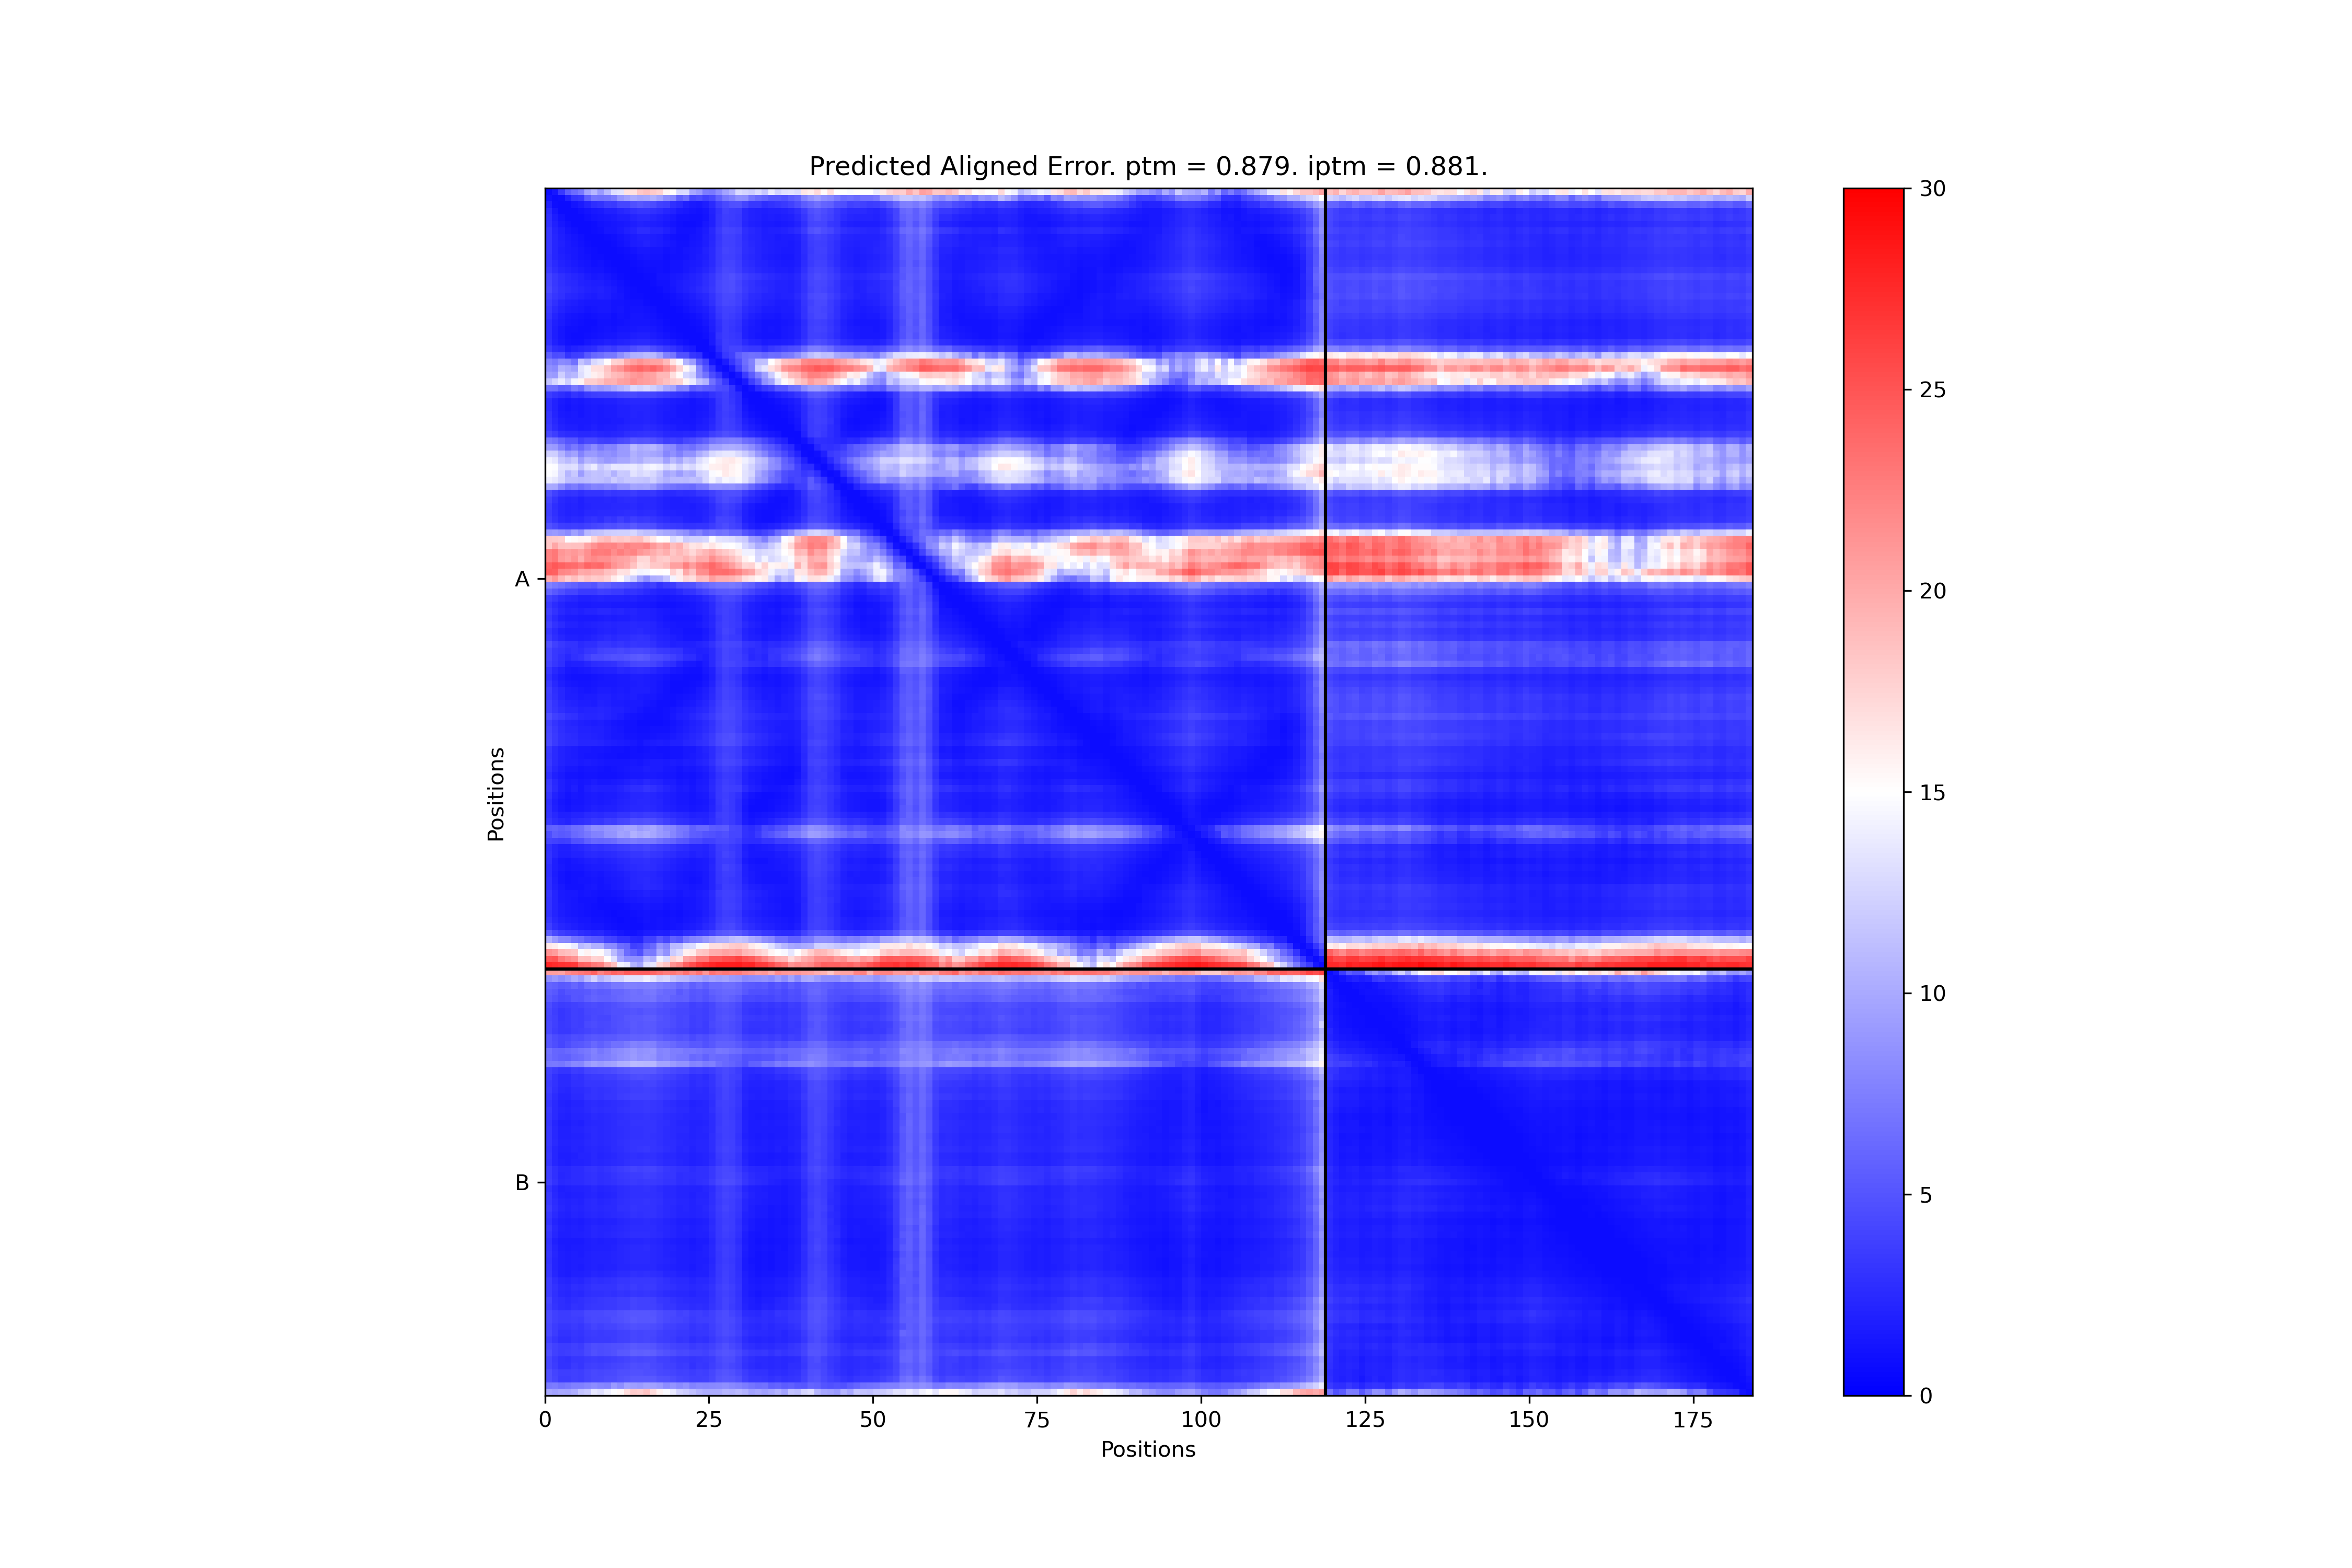 Predicted Aligned Error. ptm = 0.879. iptm = 0.881.
30
25
20
15
10
5
0
A
B
Positions
0 25 50 75 100 125 150 175
Positions